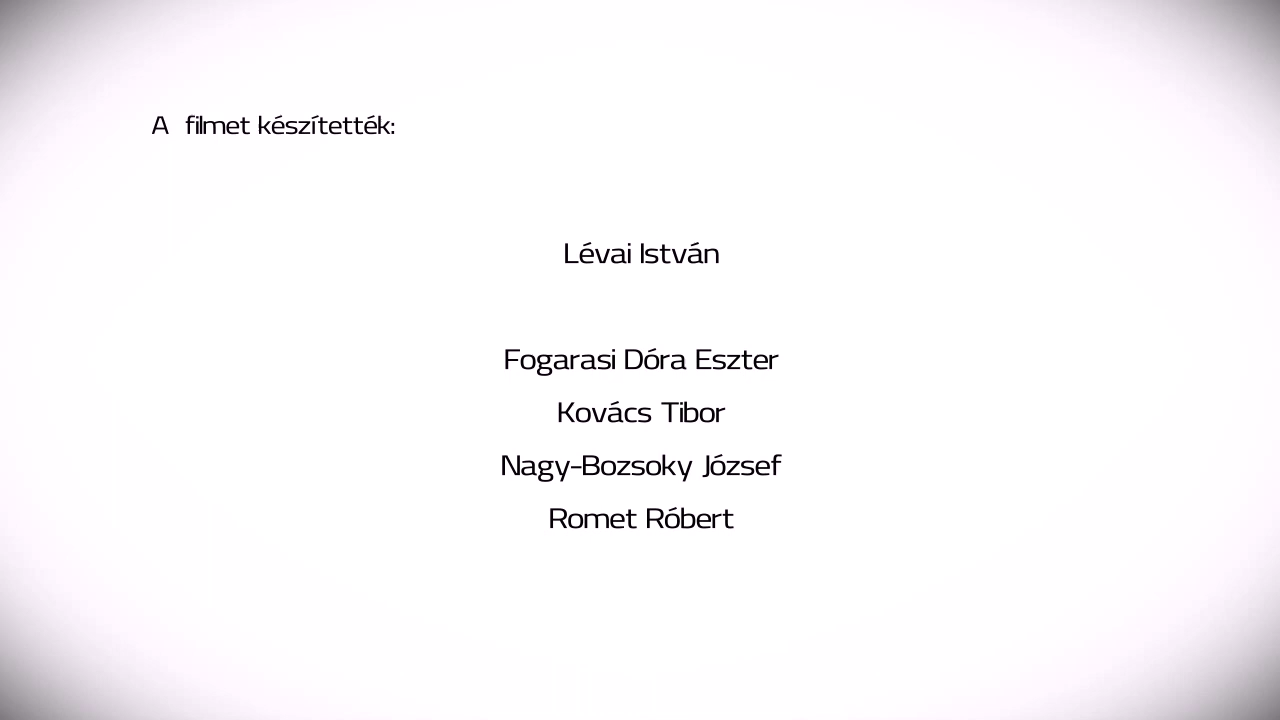 A filmet készítették:
Lévai István
Fogarasi Dóra Eszter
Kovács Tibor
Nagy-Bozsoky József
Romet Róbert